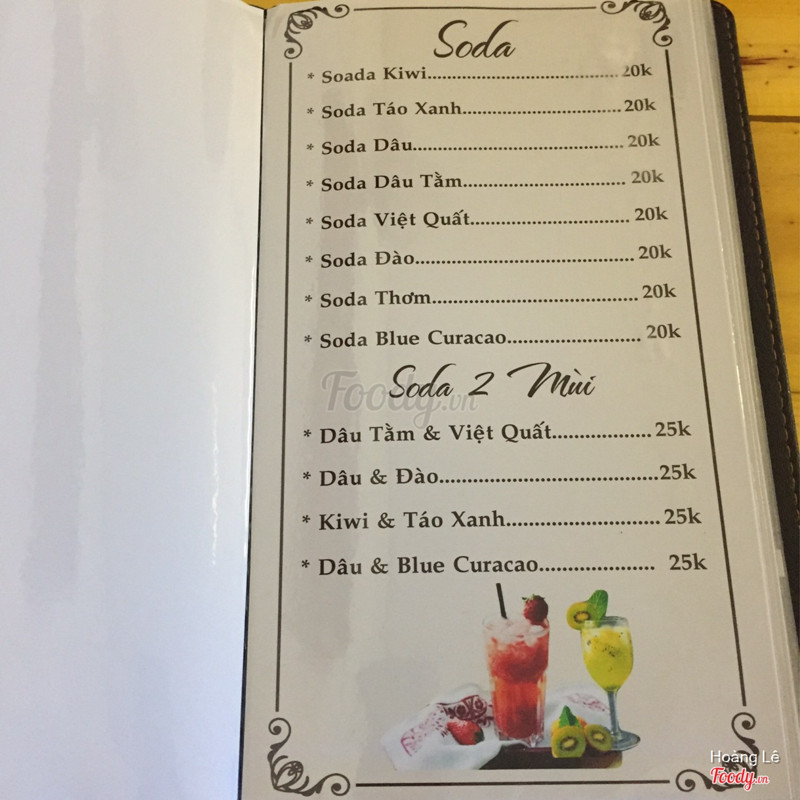 Soda
* Soada Kiwi.................................................20k
* Soda Táo Xanh.........................................20k
* Soda Dâu......................................................20k
* Soda Dâu Tằm.......................................... 20k
* Soda Việt Quất......................................... 20k
* Soda Đào........................................................ 20k
* Soda Thơm.................................................... 20k
* Soda Blue Curacao.................................. 20k
Soda 2 Mùi
* Dâu Tằm & Việt Quất................... 25k
* Dâu & Đào..........................................25k
* Kiwi & Táo Xanh............................. 25k
* Dâu & Blue Curacao...................... 25k
Foody.vn
Hoàng Lê
Foody.vn